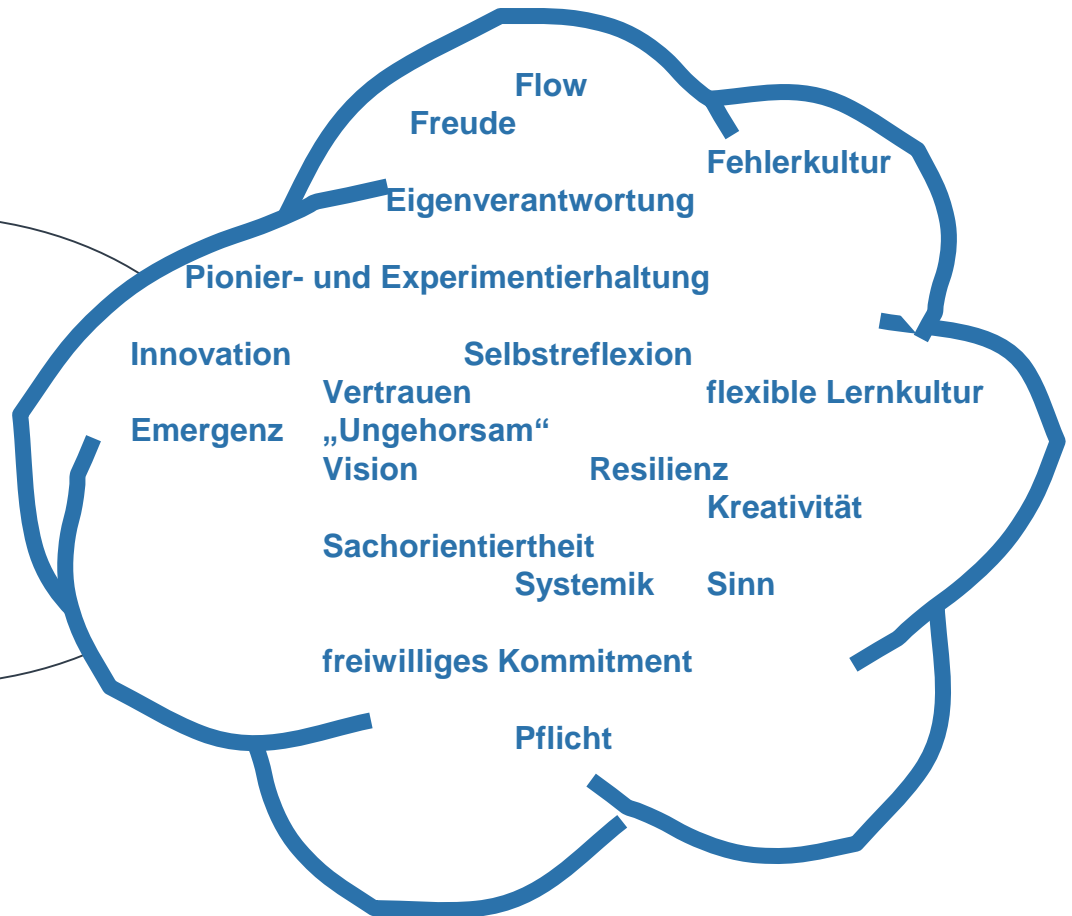 Flow
Freude
Fehlerkultur
Eigenverantwortung
Pionier- und Experimentierhaltung
Innovation Selbstreflexion
Vertrauen flexible Lernkultur
Emergenz „Ungehorsam“
Vision Resilienz
Kreativität
Sachorientiertheit
Systemik Sinn
freiwilliges Kommitment
Pflicht